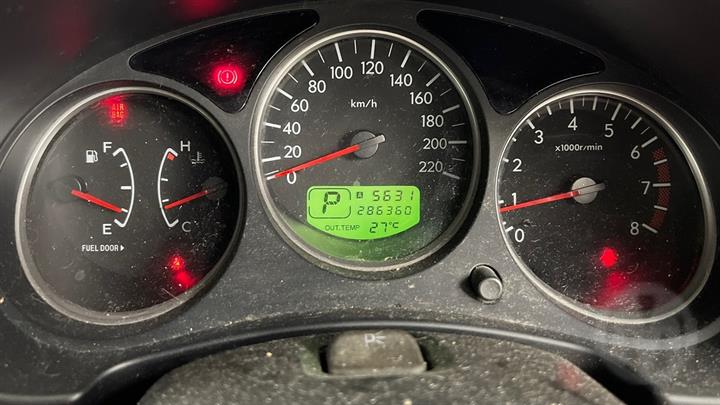 AIR
BAG
F
E
FUEL DOOR
H
C
km/h
0
20
40
60
80
100
120
140
160
180
200
220
P
A 5631
286360
OUT.TEMP 27°C
x1000r/min
0
1
2
3
4
5
6
7
8
P